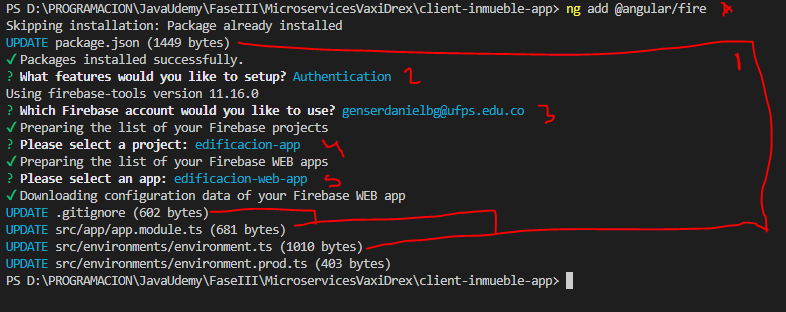 PS D:\PROGRAMACION\JavaUdemy\FaseIII\MicroservicesVaxiDrex\client-inmueble-app> ng add @angular/fire
Skipping installation: Package already installed
UPDATE package.json (1449 bytes)
1
✓ Packages installed successfully.
? What features would you like to setup? Authentication 2
Using firebase-tools version 11.16.0
? Which Firebase account would you like to use? genserdanielbg@ufps.edu.co 3
✓ Preparing the list of your Firebase projects
? Please select a project: edificacion-app 4
✓ Preparing the list of your Firebase WEB apps
? Please select an app: edificacion-web-app 5
✓ Downloading configuration data of your Firebase WEB app
UPDATE .gitignore (602 bytes)
UPDATE src/app/app.module.ts (681 bytes)
UPDATE src/environments/environment.ts (1010 bytes)
UPDATE src/environments/environment.prod.ts (403 bytes)
PS D:\PROGRAMACION\JavaUdemy\FaseIII\MicroservicesVaxiDrex\client-inmueble-app>